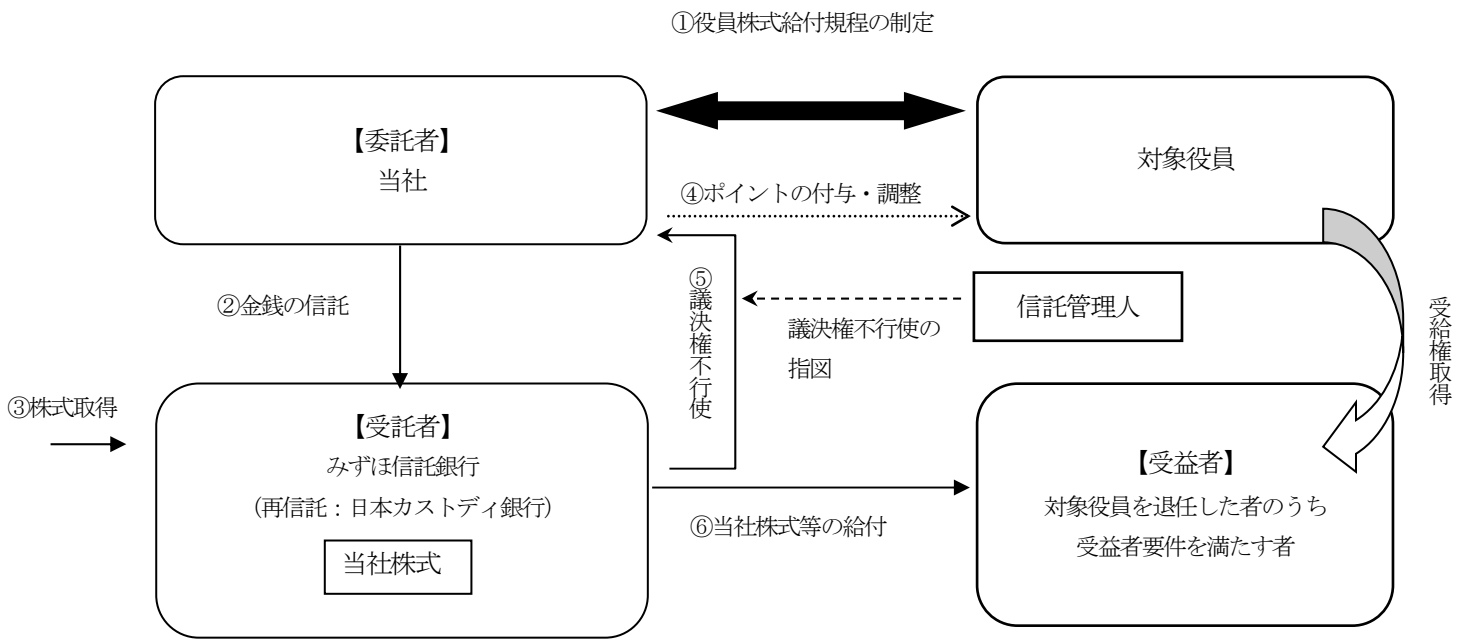 ①役員株式給付規程の制定
【委託者】
当社
対象役員
④ポイントの付与・調整
②金銭の信託
⑤議決権不行使
信託管理人
議決権不行使の
指図
受給権取得
③株式取得
【受託者】
みずほ信託銀行
(再信託：日本カストディ銀行)
当社株式
⑥当社株式等の給付
【受益者】
対象役員を退任した者のうち
受益者要件を満たす者